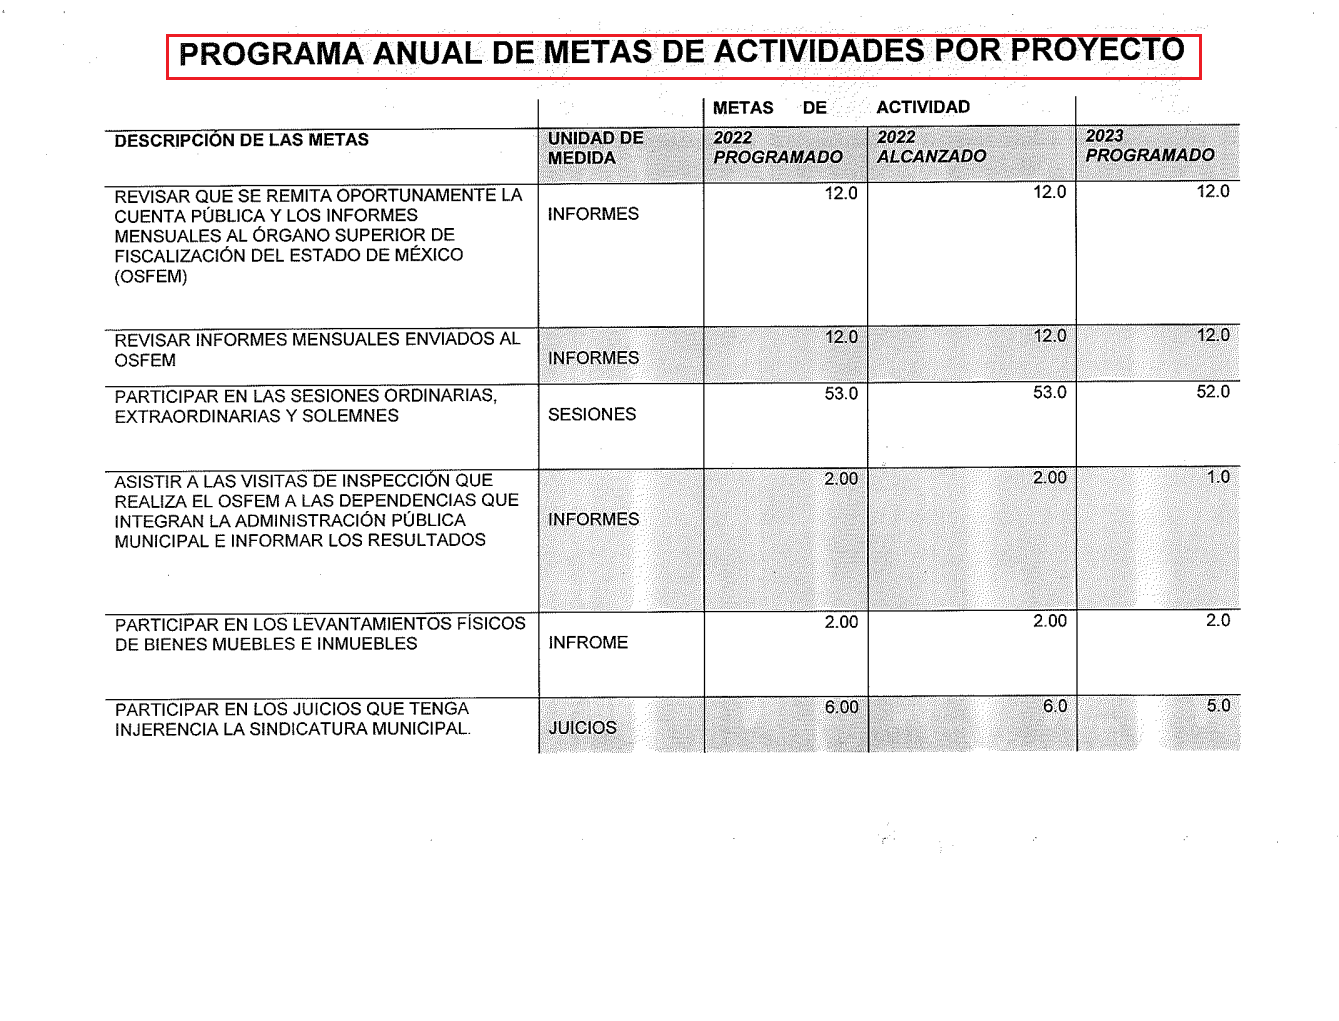 PROGRAMA ANUAL DE METAS DE ACTIVIDADES POR PROYECTO
METAS DE ACTIVIDAD
DESCRIPCIÓN DE LAS METAS UNIDAD DE MEDIDA 2022 PROGRAMADO 2022 ALCANZADO 2023 PROGRAMADO
REVISAR QUE SE REMITA OPORTUNAMENTE LA
CUENTA PÚBLICA Y LOS INFORMES
MENSUALES AL ÓRGANO SUPERIOR DE
FISCALIZACIÓN DEL ESTADO DE MÉXICO
(OSFEM)
INFORMES
12.0 12.0 12.0
REVISAR INFORMES MENSUALES ENVIADOS AL
OSFEM
INFORMES
12.0 12.0 12.0
PARTICIPAR EN LAS SESIONES ORDINARIAS,
EXTRAORDINARIAS Y SOLEMNES
SESIONES
53.0 53.0 52.0
ASISTIR A LAS VISITAS DE INSPECCIÓN QUE
REALIZA EL OSFEM A LAS DEPENDENCIAS QUE
INTEGRAN LA ADMINISTRACIÓN PÚBLICA
MUNICIPAL E INFORMAR LOS RESULTADOS
INFORMES
2.00 2.00 1.0
PARTICIPAR EN LOS LEVANTAMIENTOS FÍSICOS
DE BIENES MUEBLES E INMUEBLES
INFROME
2.00 2.00 2.0
PARTICIPAR EN LOS JUICIOS QUE TENGA
INJERENCIA LA SINDICATURA MUNICIPAL.
JUICIOS
6.00 6.0 5.0